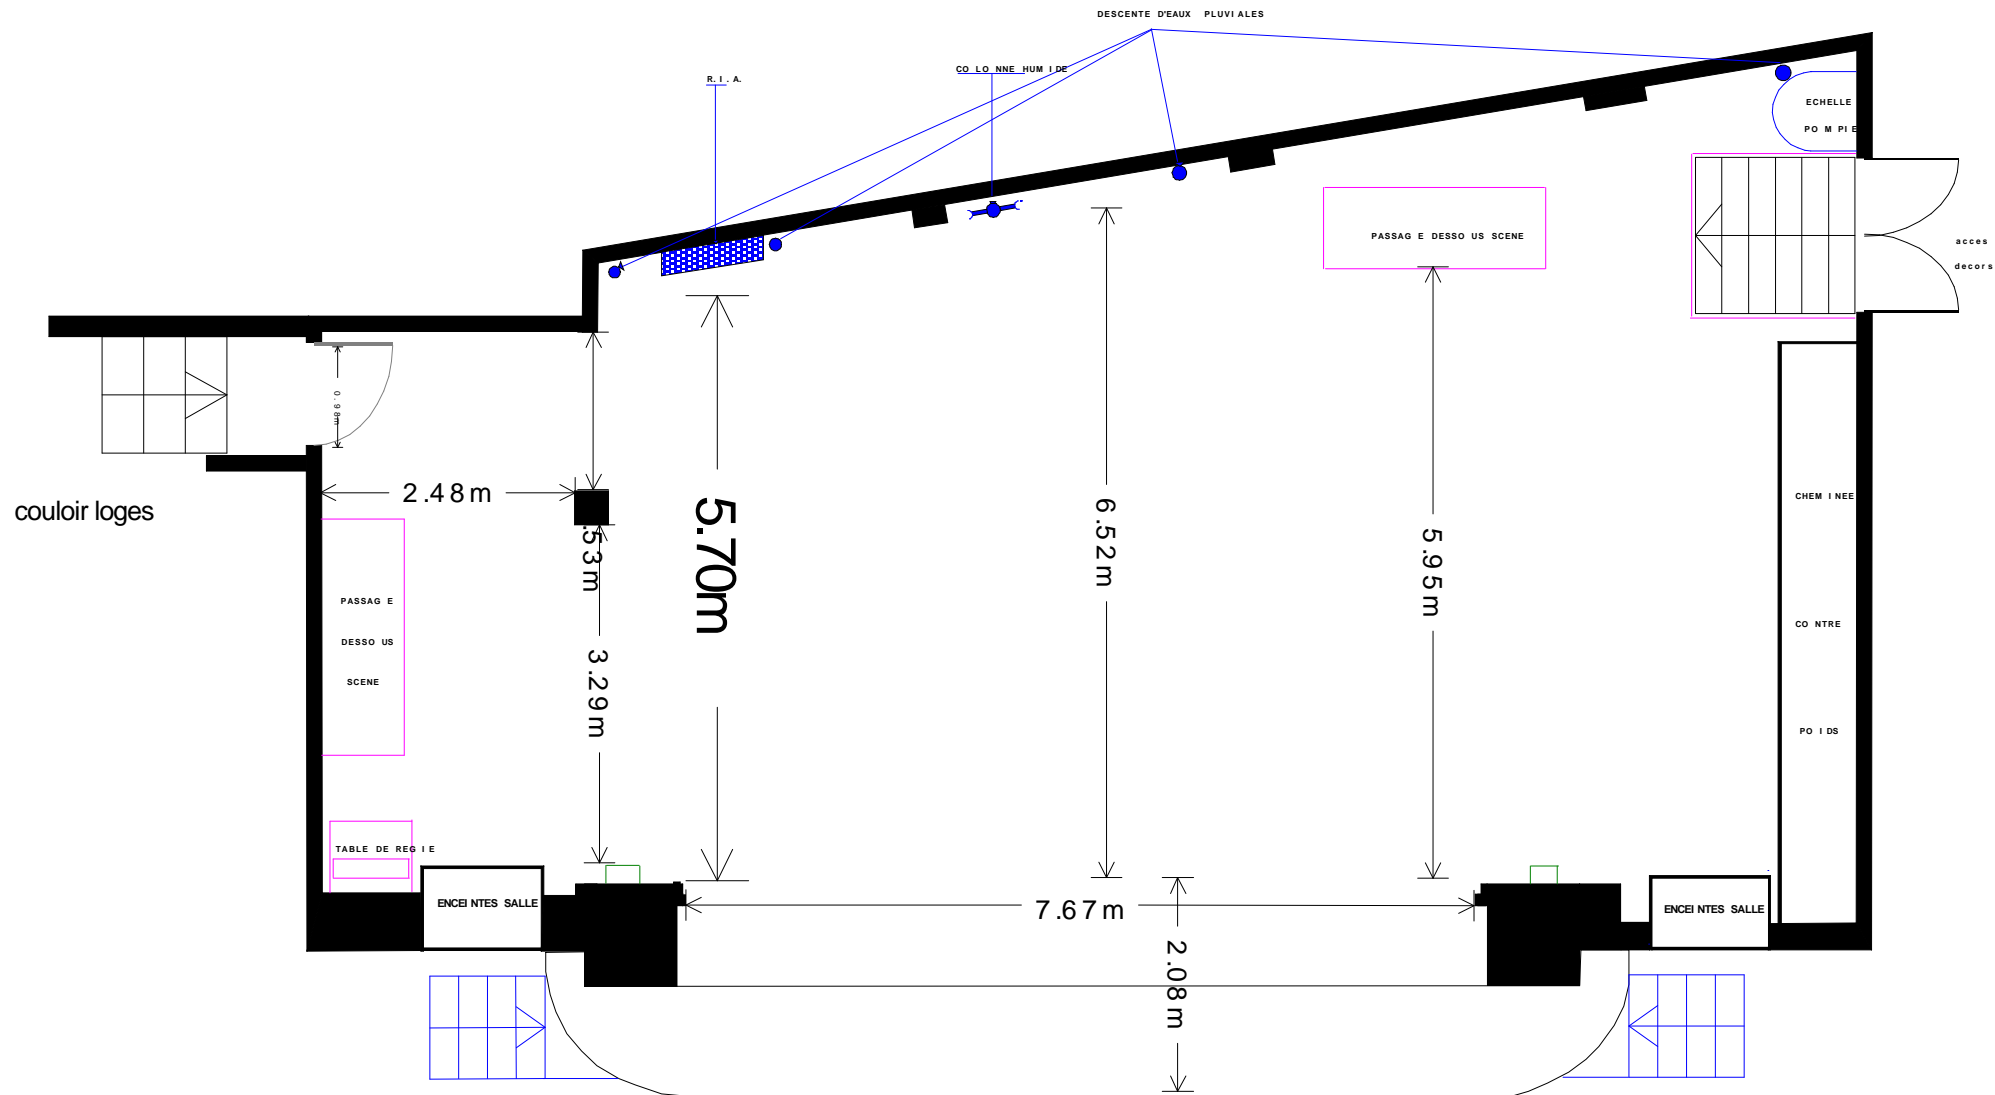 DESCENTE D'EAUX PLUVIALES
R.I.A.
COLONNE HUMIDE
ECHELLE
POMPIE
PASSAGE DESSOUS SCENE
acces
decors
0.98m
2.48m
couloir loges
.53m
5.70m
6.52m
5.95m
CHEMINEE
CONTRE
POIDS
PASSAGE
DESSOUS
SCENE
3.29m
TABLE DE REGIE
ENCEINTES SALLE
7.67m
ENCEINTES SALLE
2.08m